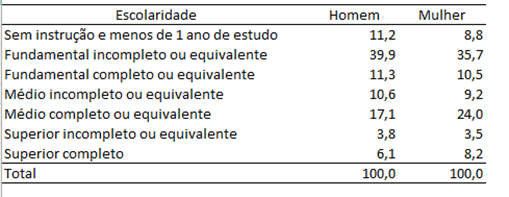 Escolaridade Homem Mulher
Sem instrução e menos de 1 ano de estudo 11,2 8,8
Fundamental incompleto ou equivalente 39,9 35,7
Fundamental completo ou equivalente 11,3 10,5
Médio incompleto ou equivalente 10,6 9,2
Médio completo ou equivalente 17,1 24,0
Superior incompleto ou equivalente 3,8 3,5
Superior completo 6,1 8,2
Total 100,0 100,0